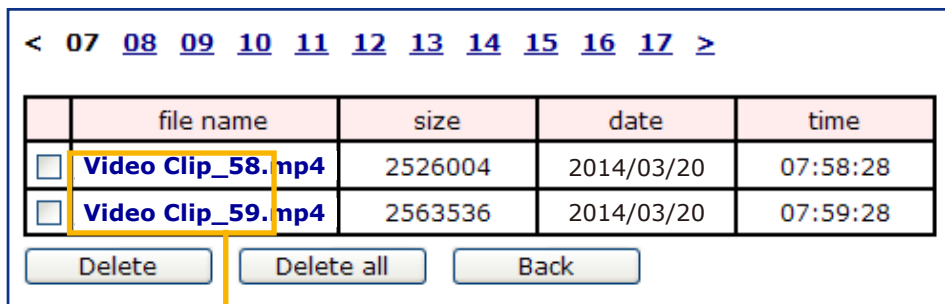 < 07 08 09 10 11 12 13 14 15 16 17 >
file name size date time
Video Clip_58.mp4 2526004 2014/03/20 07:58:28
Video Clip_59.mp4 2563536 2014/03/20 07:59:28
Delete Delete all Back